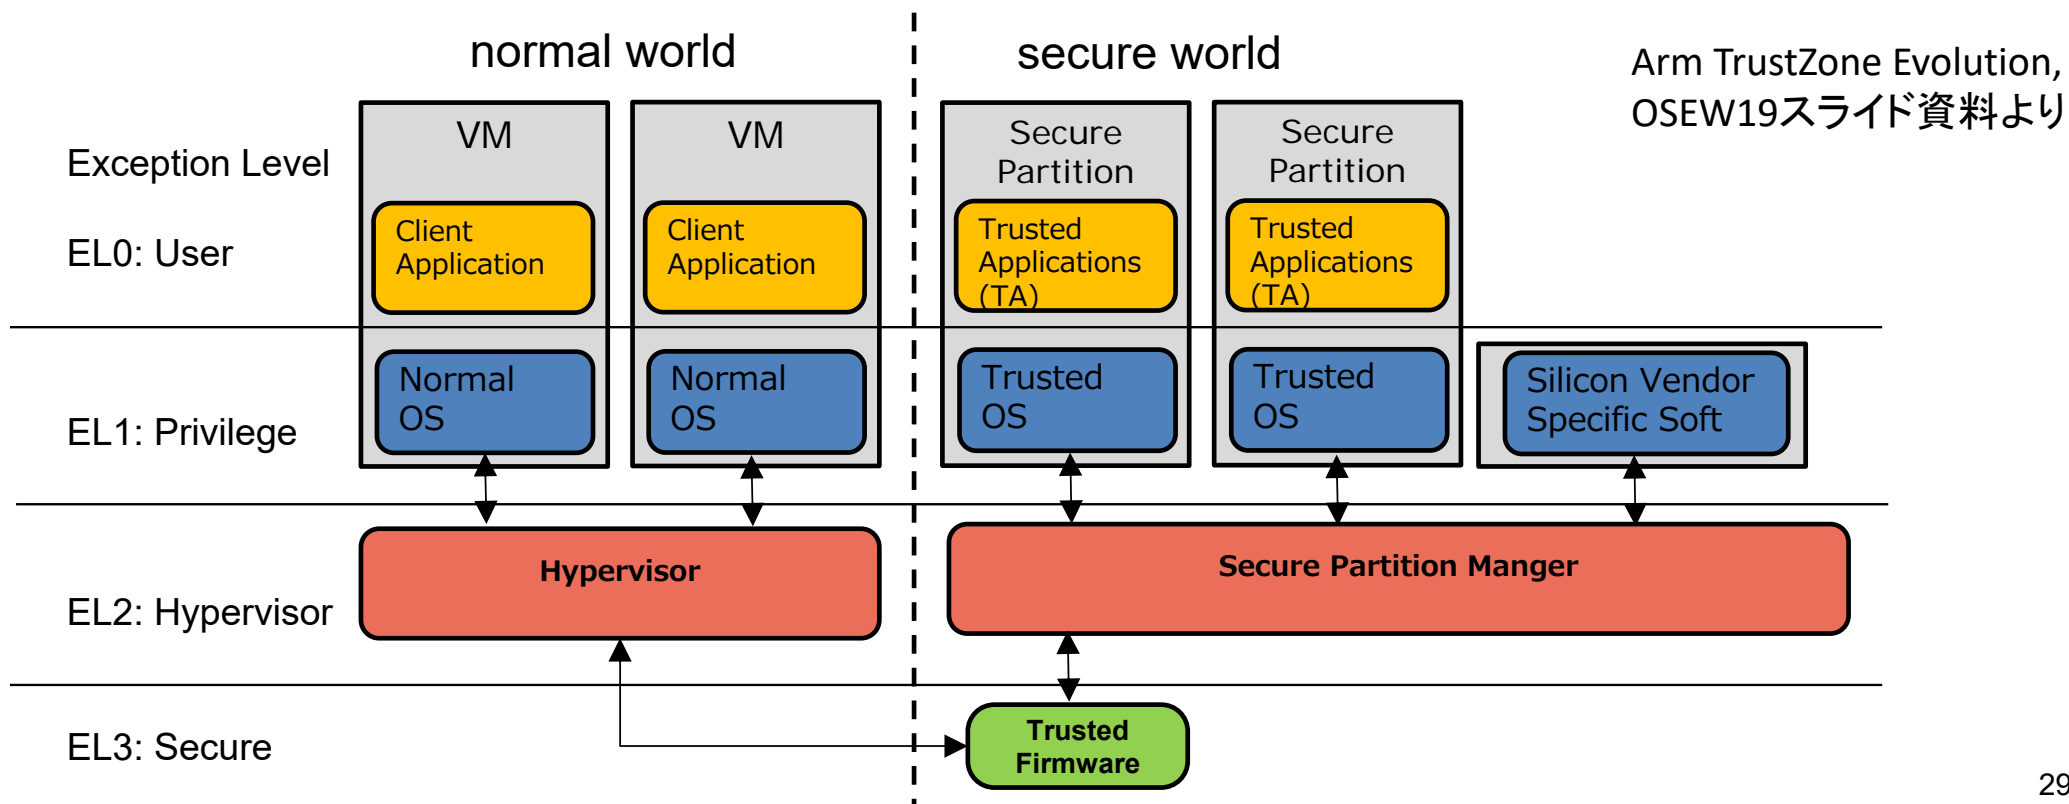 normal world
secure world
Arm TrustZone Evolution,
OSEW19スライド資料より
Exception Level
VM
VM
Secure
Partition
Secure
Partition
EL0: User
Client
Application
Client
Application
Trusted
Applications
(TA)
Trusted
Applications
(TA)
EL1: Privilege
Normal
OS
Normal
OS
Trusted
OS
Trusted
OS
Silicon Vendor
Specific Soft
EL2: Hypervisor
Hypervisor
Secure Partition Manger
EL3: Secure
Trusted
Firmware
29